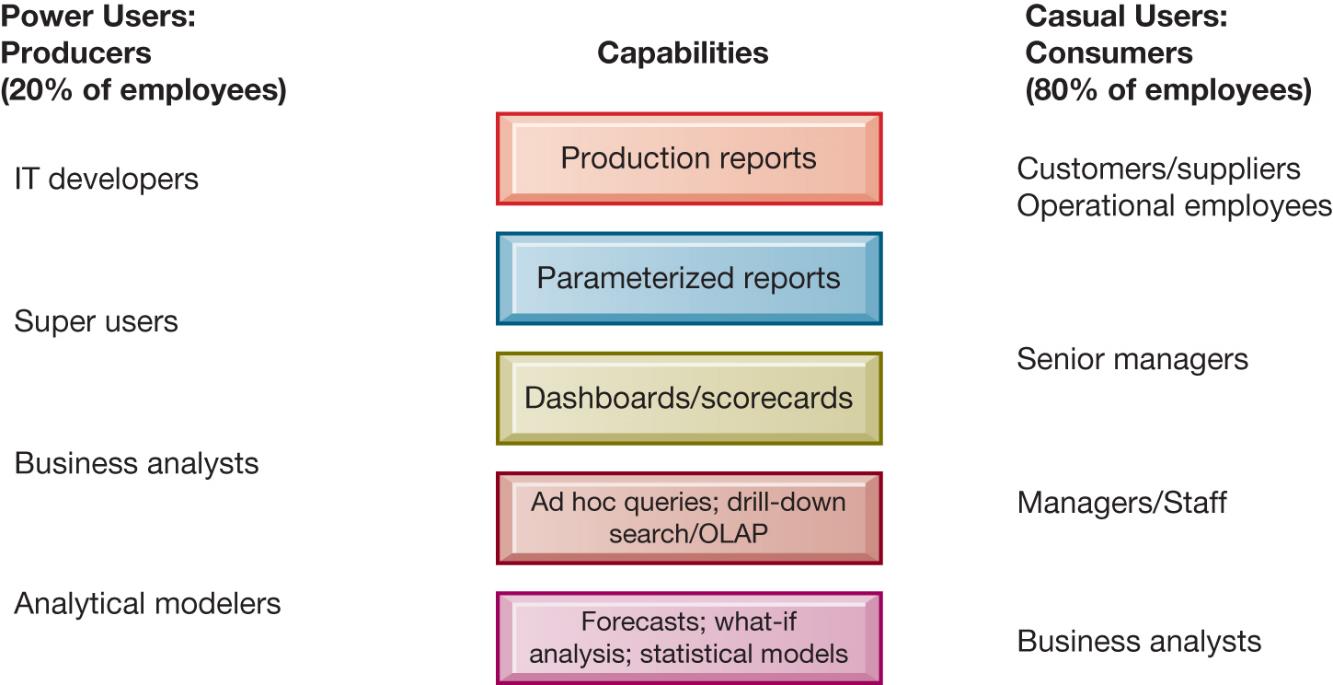 Power Users:
Producers
(20% of employees)
IT developers
Super users
Business analysts
Analytical modelers
Capabilities
Production reports
Parameterized reports
Dashboards/scorecards
Ad hoc queries; drill-down
search/OLAP
Forecasts; what-if
analysis; statistical models
Casual Users:
Consumers
(80% of employees)
Customers/suppliers
Operational employees
Senior managers
Managers/Staff
Business analysts